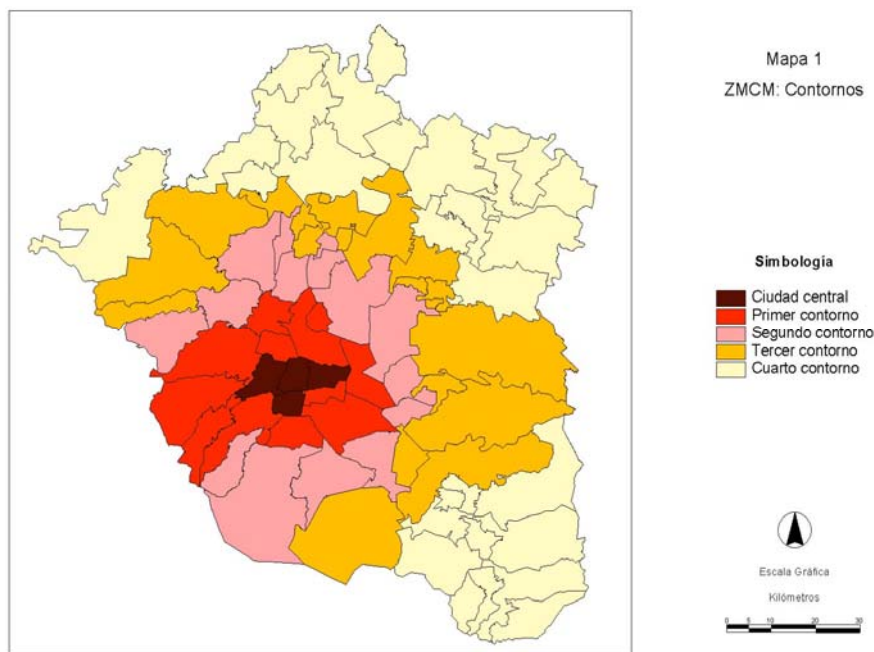 Mapa 1
ZMCM: Contornos
Simbología
Ciudad central
Primer contorno
Segundo contorno
Tercer contorno
Cuarto contorno
Escala Gráfica
Kilómetros
0 5 10 20 30